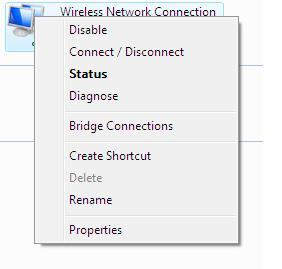 Wireless Network Connection
Disable
Connect / Disconnect
Status
Diagnose
Bridge Connections
Create Shortcut
Delete
Rename
Properties